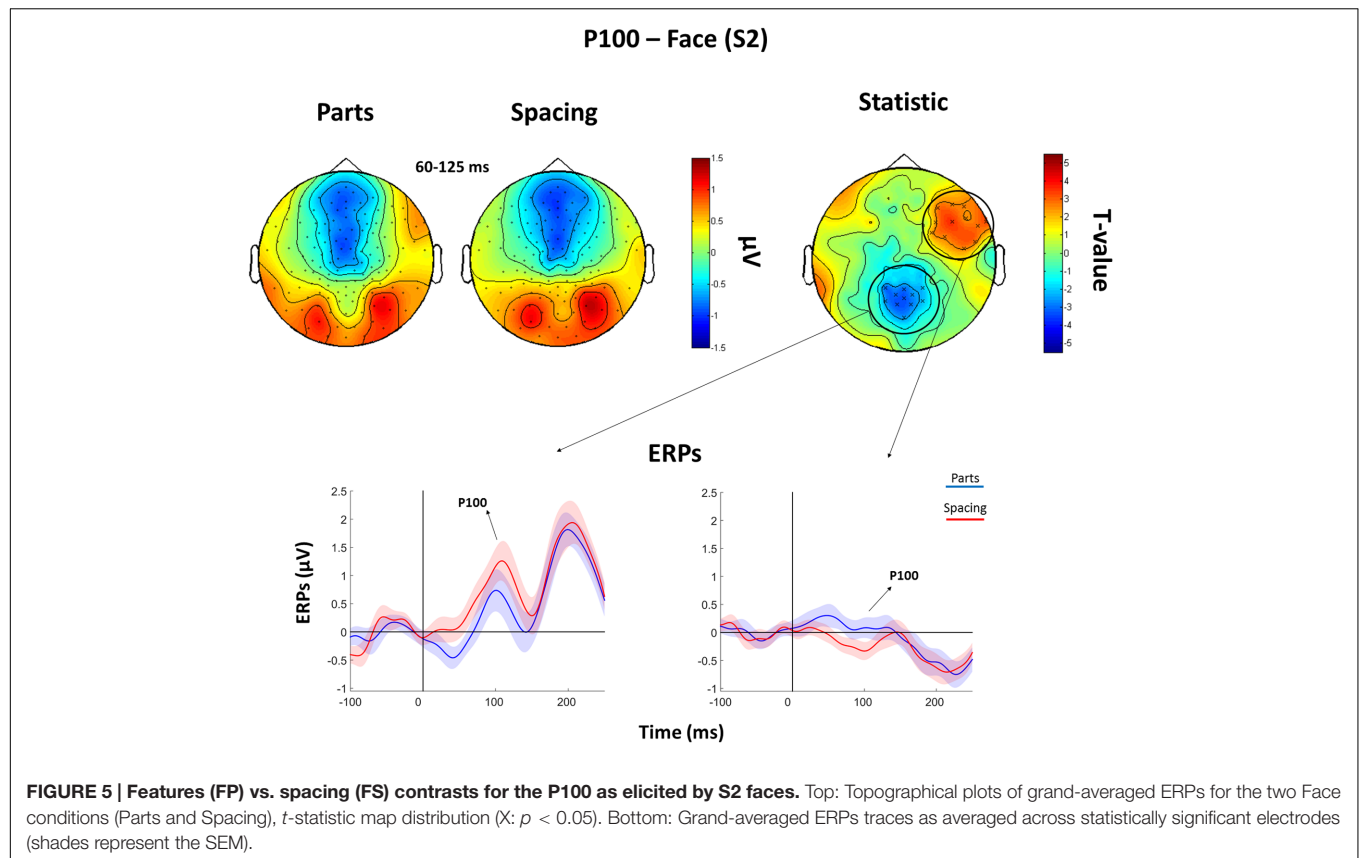 P100 – Face (S2)
Parts
Spacing
Statistic
60-125 ms
1.5
1
0.5
0
-0.5
-1
-1.5
µV
5
4
3
2
1
0
-1
-2
-3
-4
-5
T-value
ERPs
2.5
2
1.5
1
0.5
0
-0.5
-1
ERPs (µV)
P100
-100
0
100
200
2.5
2
1.5
1
0.5
0
-0.5
-1
P100
Parts
Spacing
-100
0
100
200
Time (ms)
FIGURE 5 | Features (FP) vs. spacing (FS) contrasts for the P100 as elicited by S2 faces. Top: Topographical plots of grand-averaged ERPs for the two Face
conditions (Parts and Spacing), t-statistic map distribution (X: p < 0.05). Bottom: Grand-averaged ERPs traces as averaged across statistically significant electrodes
(shades represent the SEM).